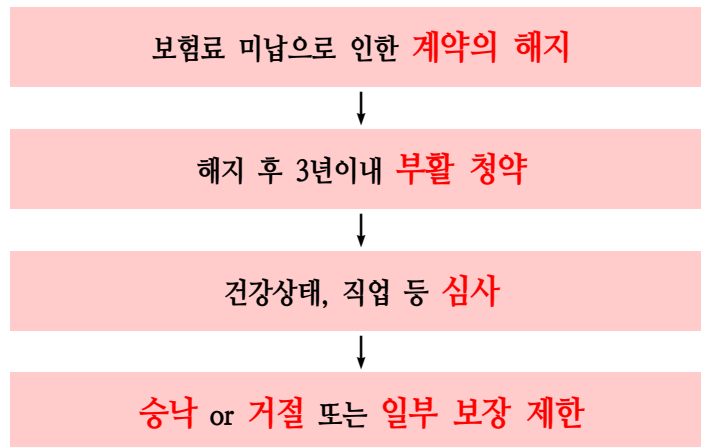 보험료 미납으로 인한 계약의 해지
해지 후 3년이내 부활 청약
건강상태, 직업 등 심사
승낙 or 거절 또는 일부 보장 제한